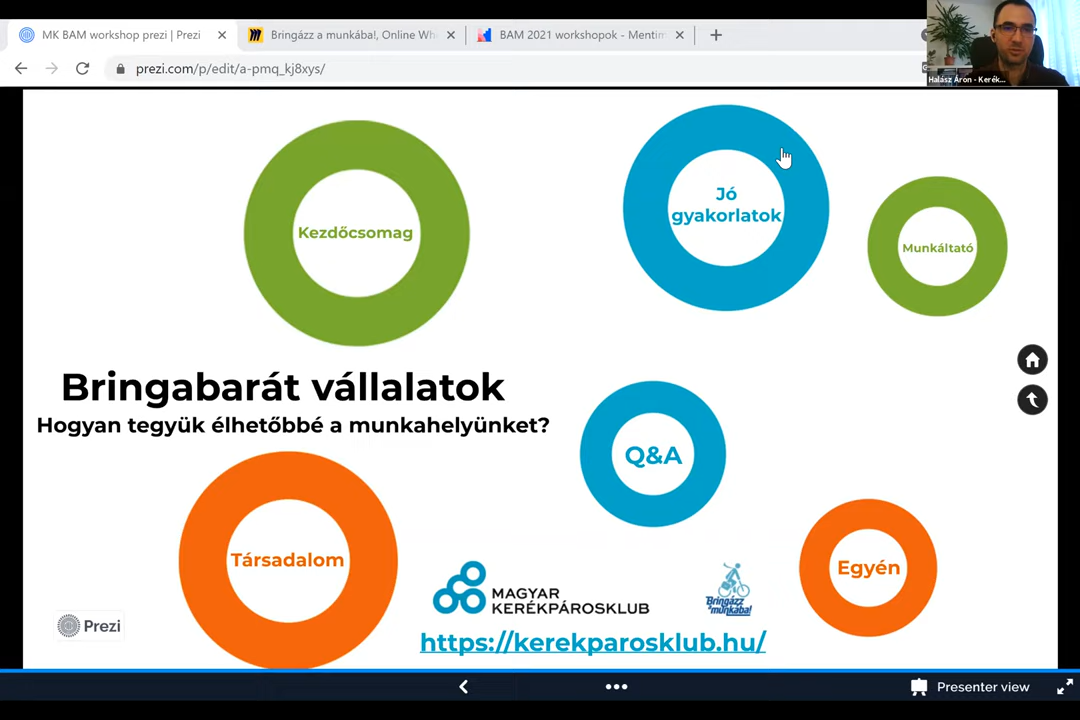 MK BAM workshop prezi | Prezi
Bringázz a munkába!, Online Wh
BAM 2021 workshopok - Mentim
prezi.com/p/edit/a-pmq_kj8xys/
Halász Áron - Kerék...
Kezdőcsomag
Jó
gyakorlatok
Munkáltató
Bringabarát vállalatok
Hogyan tegyük élhetőbbé a munkahelyünket?
Q&A
Társadalom
Egyén
MAGYAR
KERÉKPÁROSKLUB
Bringázz
a munkába!
https://kerekparosklub.hu/
Prezi
Presenter view